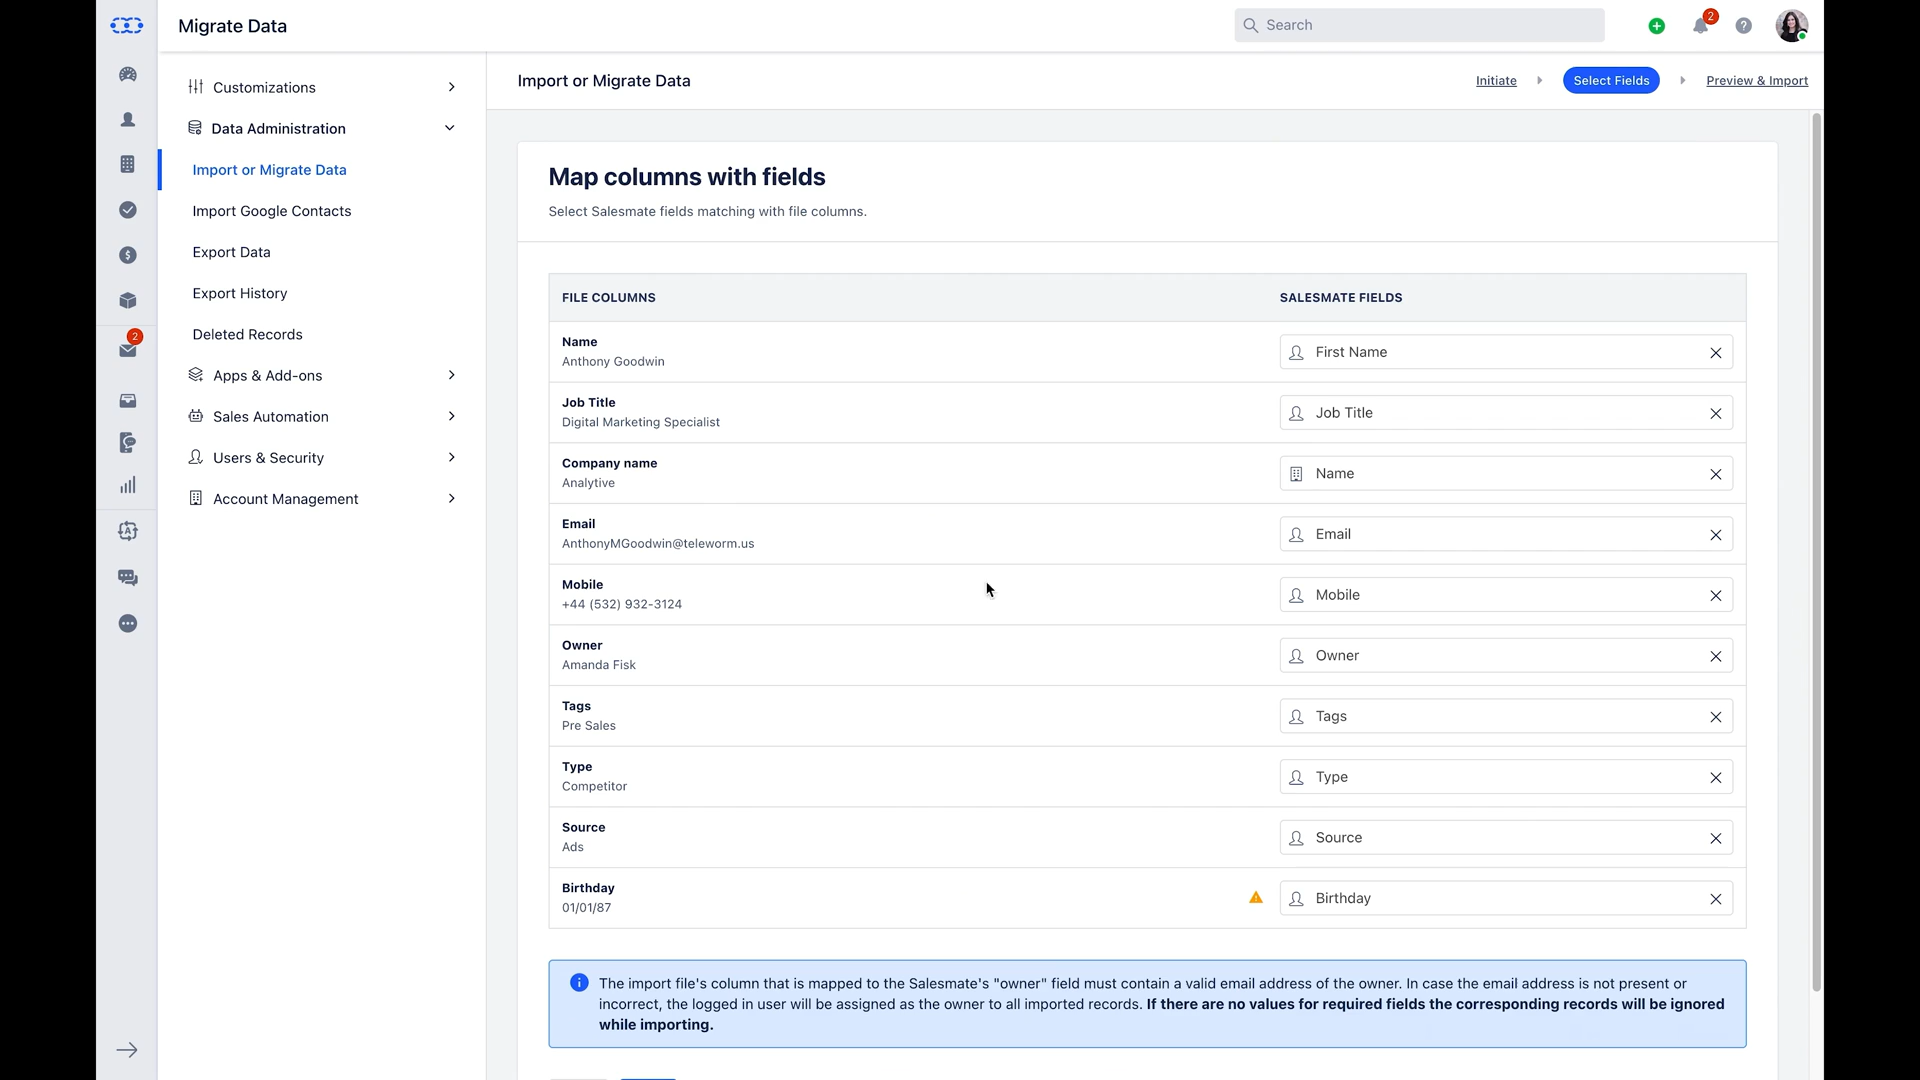 Migrate Data
Search
2
Customizations
Data Administration
Import or Migrate Data
Import Google Contacts
Export Data
Export History
Deleted Records
Apps & Add-ons
Sales Automation
Users & Security
Account Management
2
Import or Migrate Data
Initiate
Select Fields
Preview & Import
Map columns with fields
Select Salesmate fields matching with file columns.
FILE COLUMNS
SALESMATE FIELDS
Name
Anthony Goodwin
First Name
Job Title
Digital Marketing Specialist
Job Title
Company name
Analytive
Name
Email
AnthonyMGoodwin@teleworm.us
Email
Mobile
+44 (532) 932-3124
Mobile
Owner
Amanda Fisk
Owner
Tags
Pre Sales
Tags
Type
Competitor
Type
Source
Ads
Source
Birthday
01/01/87
Birthday
The import file's column that is mapped to the Salesmate's "owner" field must contain a valid email address of the owner. In case the email address is not present or
incorrect, the logged in user will be assigned as the owner to all imported records. If there are no values for required fields the corresponding records will be ignored
while importing.